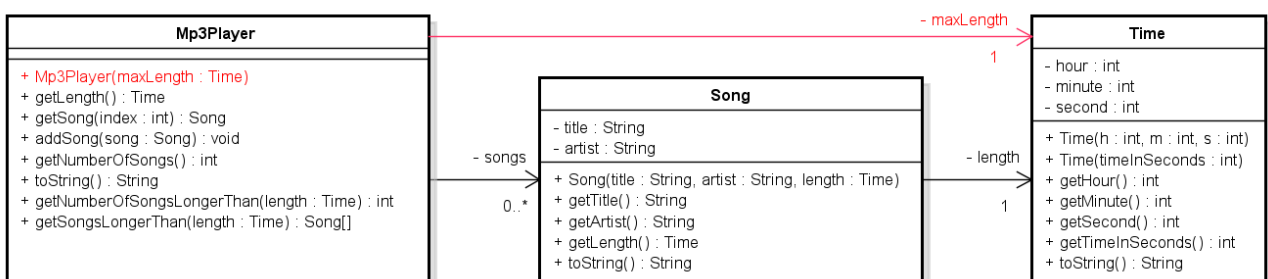 Mp3Player
+ Mp3Player(maxLength : Time)
+ getLength() : Time
+ getSong(index : int) : Song
+ addSong(song : Song) : void
+ getNumberOfSongs() : int
+ toString() : String
+ getNumberOfSongsLongerThan(length : Time) : int
+ getSongsLongerThan(length : Time) : Song[]
- maxLength
1
- songs
0..*
Song
- title : String
- artist : String
+ Song(title : String, artist : String, length : Time)
+ getTitle() : String
+ getArtist() : String
+ getLength() : Time
+ toString() : String
- length
1
Time
- hour : int
- minute : int
- second : int
+ Time(h : int, m : int, s : int)
+ Time(timeInSeconds : int)
+ getHour() : int
+ getMinute() : int
+ getSecond() : int
+ getTimeInSeconds() : int
+ toString() : String